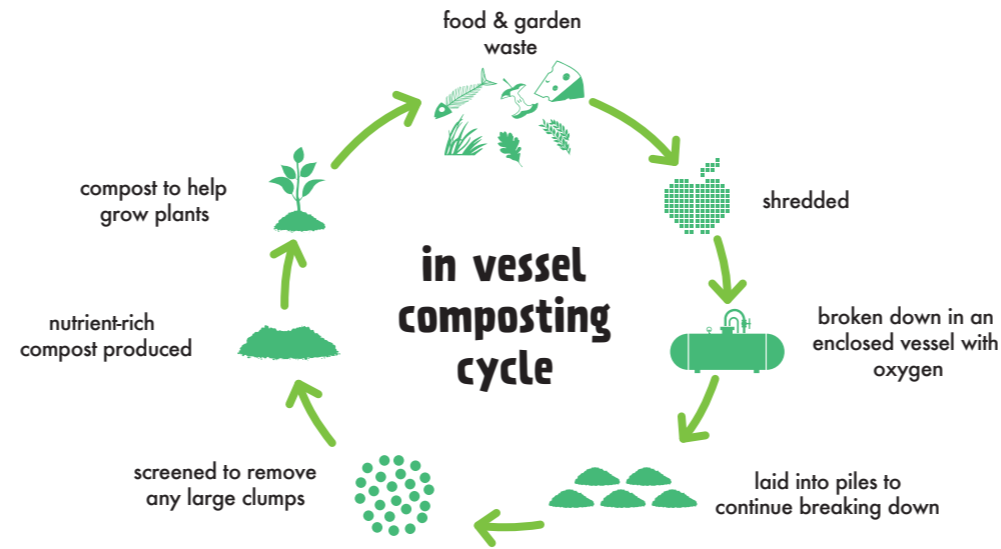 food & garden
waste
shredded
broken down in an
enclosed vessel with
oxygen
laid into piles to
continue breaking down
screened to remove
any large clumps
nutrient-rich
compost produced
compost to help
grow plants
in vessel
composting
cycle